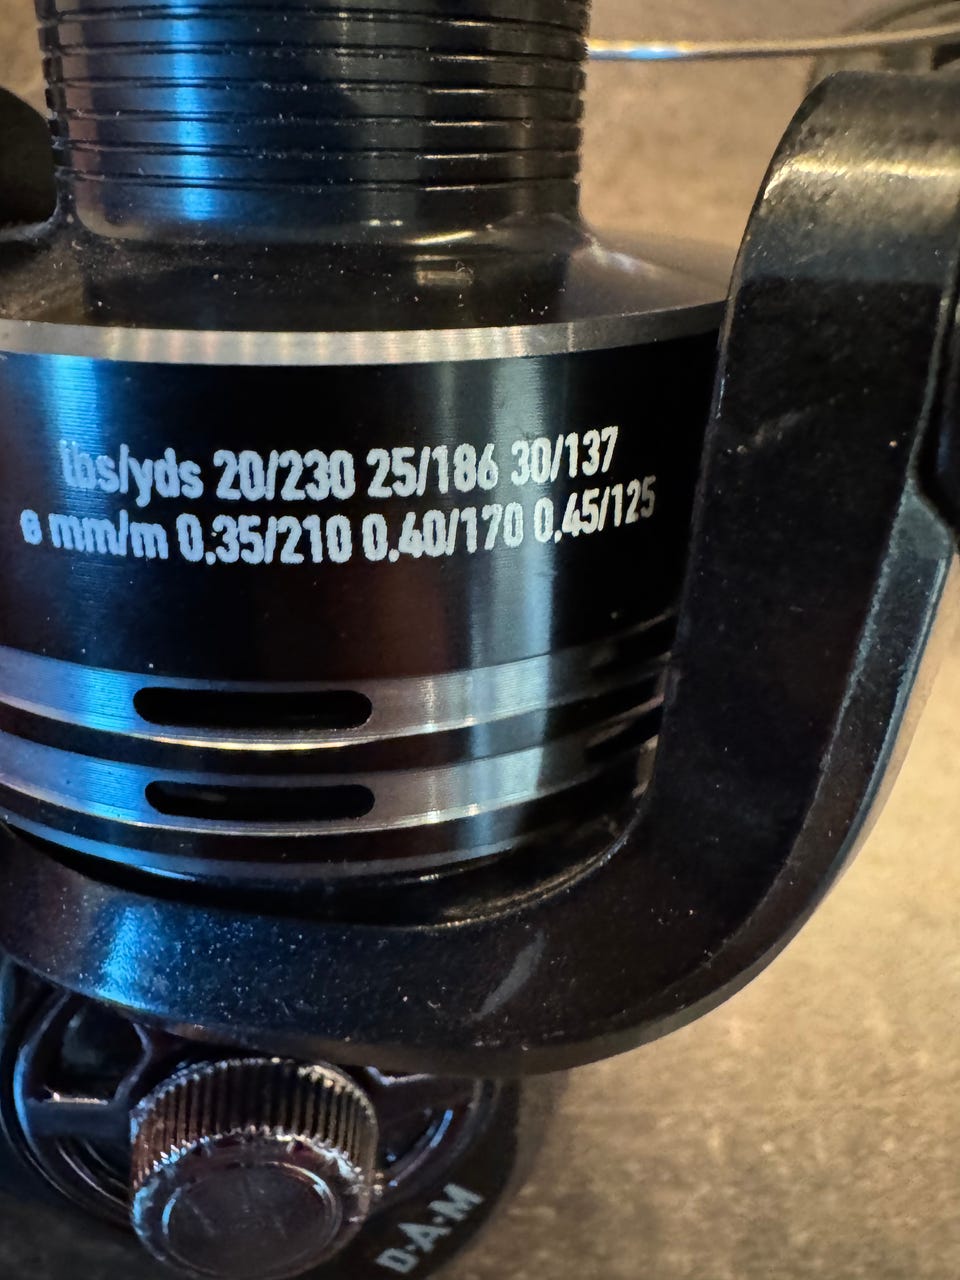 lbs/yds 20/230 25/186 30/137
ø mm/m 0.35/210 0.40/170 0.45/125
D·A·M